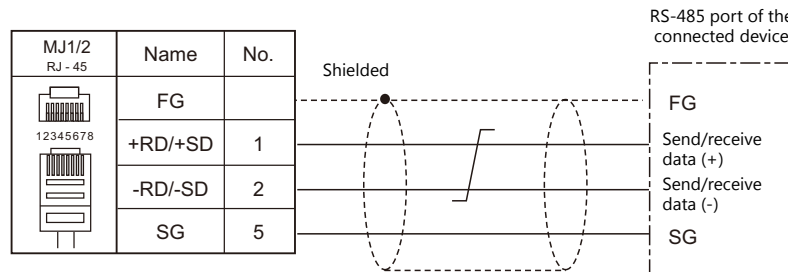 RS-485 port of the
connected device
MJ1/2
RJ - 45
Name
No.
Shielded
FG
FG
12345678
+RD/+SD
1
Send/receive
data (+)
-RD/-SD
2
Send/receive
data (-)
SG
5
SG